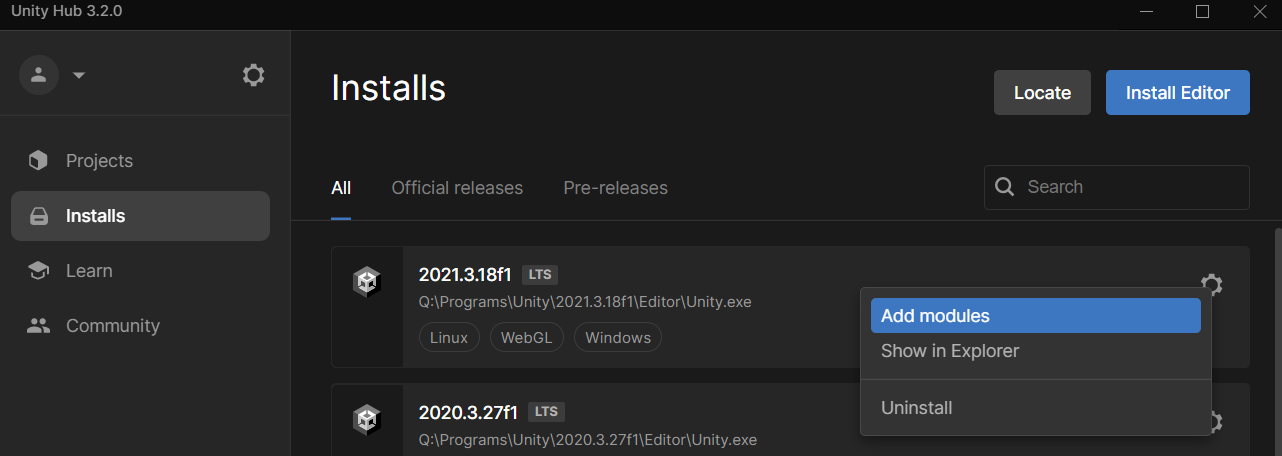 Unity Hub 3.2.0
Installs
Locate
Install Editor
Projects
Installs
Learn
Community
All
Official releases
Pre-releases
Search
2021.3.18f1 LTS
Q:\Programs\Unity\2021.3.18f1\Editor\Unity.exe
Linux
WebGL
Windows
Add modules
Show in Explorer
Uninstall
2020.3.27f1 LTS
Q:\Programs\Unity\2020.3.27f1\Editor\Unity.exe